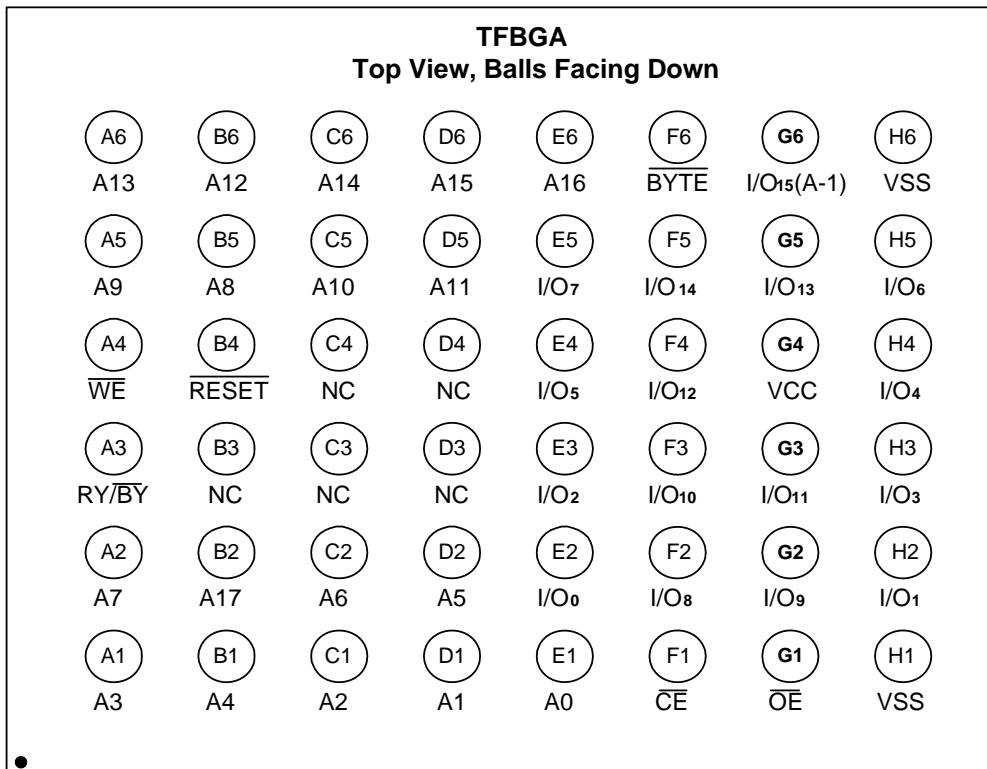 TFBGA
Top View, Balls Facing Down
A6 B6 C6 D6 E6 F6 G6 H6
A13 A12 A14 A15 A16 BYTE I/O15(A-1) VSS
A5 B5 C5 D5 E5 F5 G5 H5
A9 A8 A10 A11 I/O7 I/O14 I/O13 I/O6
A4 B4 C4 D4 E4 F4 G4 H4
WE RESET NC NC I/O5 I/O12 VCC I/O4
A3 B3 C3 D3 E3 F3 G3 H3
RY/BY NC NC NC I/O2 I/O10 I/O11 I/O3
A2 B2 C2 D2 E2 F2 G2 H2
A7 A17 A6 A5 I/O0 I/O8 I/O9 I/O1
A1 B1 C1 D1 E1 F1 G1 H1
A3 A4 A2 A1 A0 CE OE VSS